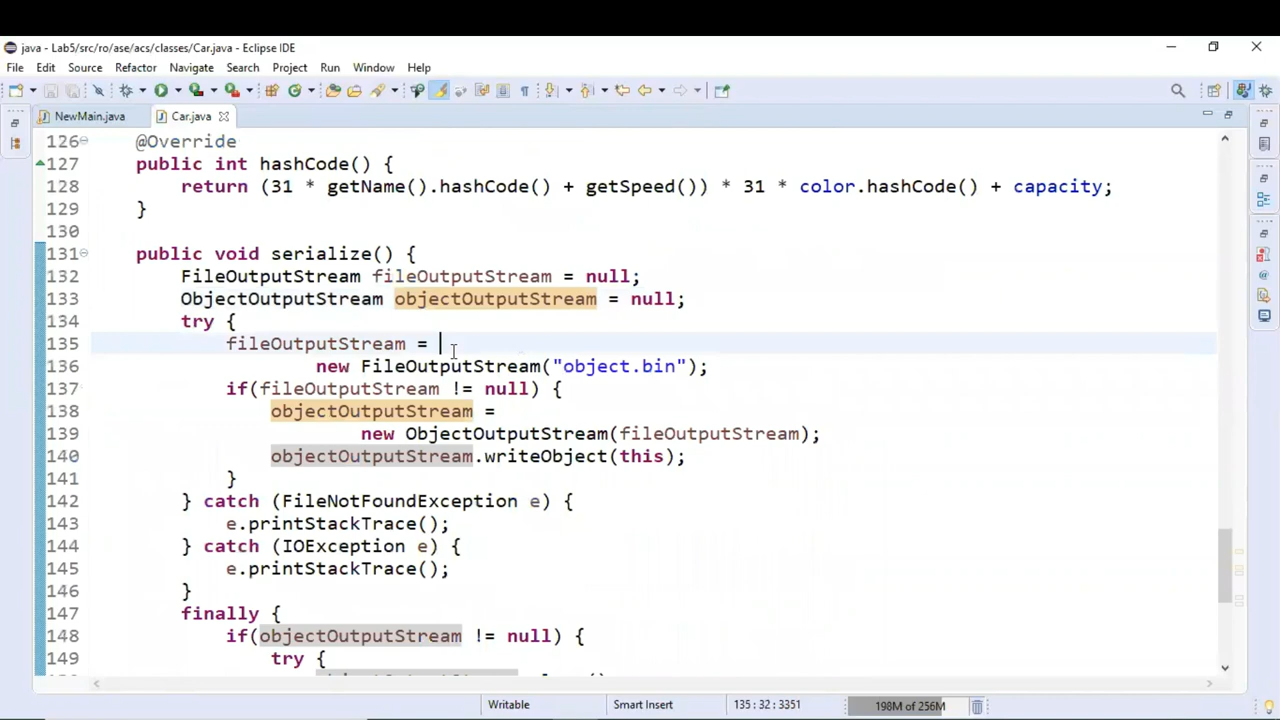 java - Lab5/src/ro/ase/acs/classes/Car.java - Eclipse IDE
File Edit Source Refactor Navigate Search Project Run Window Help
NewMain.java Car.java
126 @Override
127 public int hashCode() {
128 return (31 * getName().hashCode() + getSpeed()) * 31 * color.hashCode() + capacity;
129 }
130
131 public void serialize() {
132 FileOutputStream fileOutputStream = null;
133 ObjectOutputStream objectOutputStream = null;
134 try {
135 fileOutputStream =
136 new FileOutputStream("object.bin");
137 if(fileOutputStream != null) {
138 objectOutputStream =
139 new ObjectOutputStream(fileOutputStream);
140 objectOutputStream.writeObject(this);
141 }
142 } catch (FileNotFoundException e) {
143 e.printStackTrace();
144 } catch (IOException e) {
145 e.printStackTrace();
146 }
147 finally {
148 if(objectOutputStream != null) {
149 try {
Writable Smart Insert 135 : 32 : 3351 198M of 256M